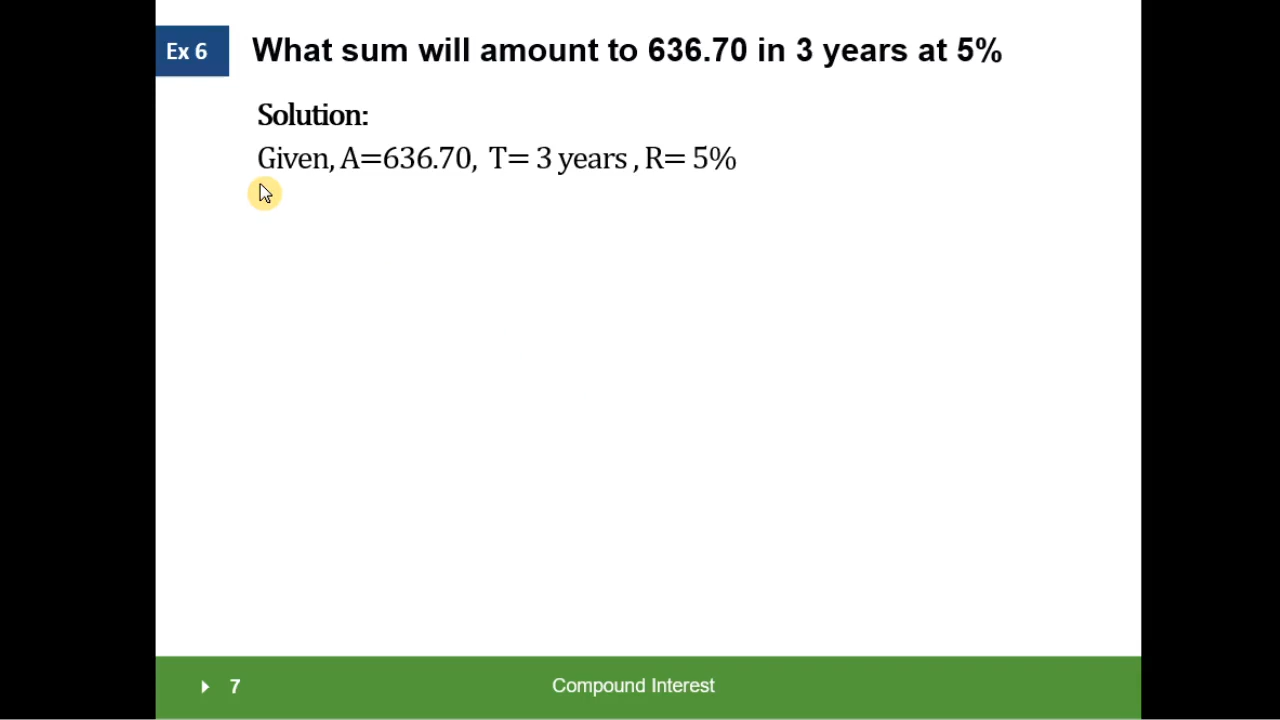 Ex 6
What sum will amount to 636.70 in 3 years at 5%
Solution:
Given, A=636.70, T= 3 years , R= 5%
7
Compound Interest